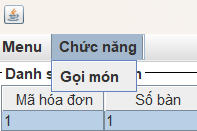 Menu Chức năng
Gọi món
Danh s
Mã hóa đơn Số bàn
1 1